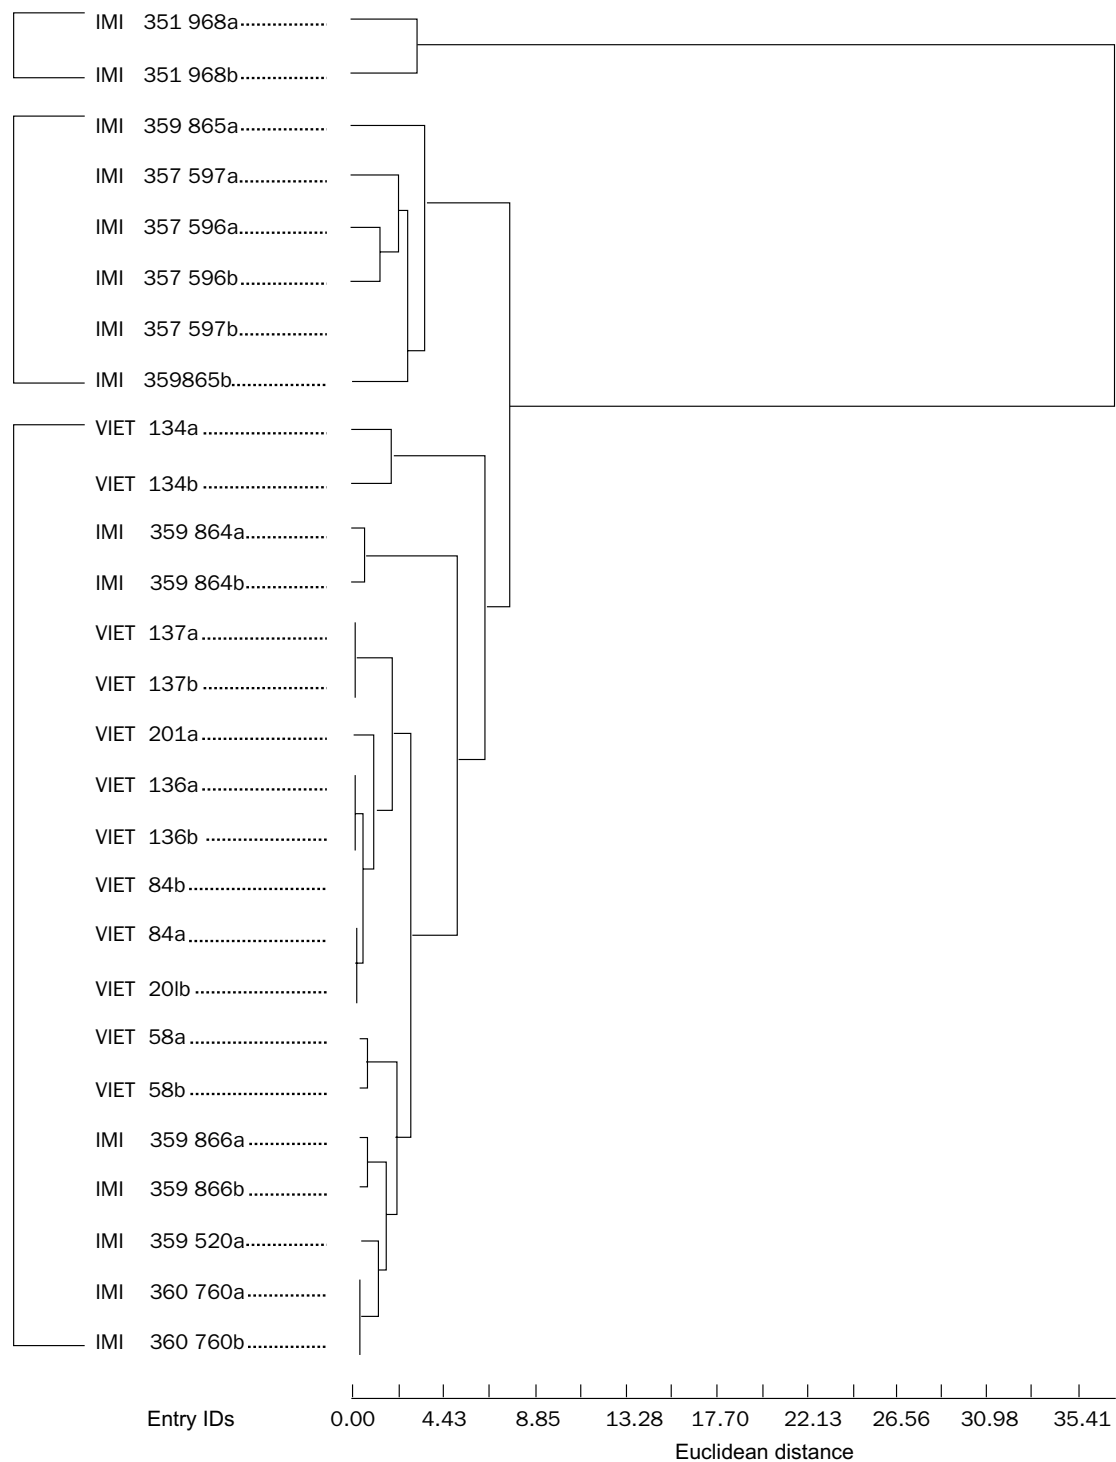 IMI 351 968a
IMI 351 968b
IMI 359 865a
IMI 357 597a
IMI 357 596a
IMI 357 596b
IMI 357 597b
IMI 359865b
VIET 134a
VIET 134b
IMI 359 864a
IMI 359 864b
VIET 137a
VIET 137b
VIET 201a
VIET 136a
VIET 136b
VIET 84b
VIET 84a
VIET 20lb
VIET 58a
VIET 58b
IMI 359 866a
IMI 359 866b
IMI 359 520a
IMI 360 760a
IMI 360 760b
Entry IDs 0.00 4.43 8.85 13.28 17.70 22.13 26.56 30.98 35.41
Euclidean distance